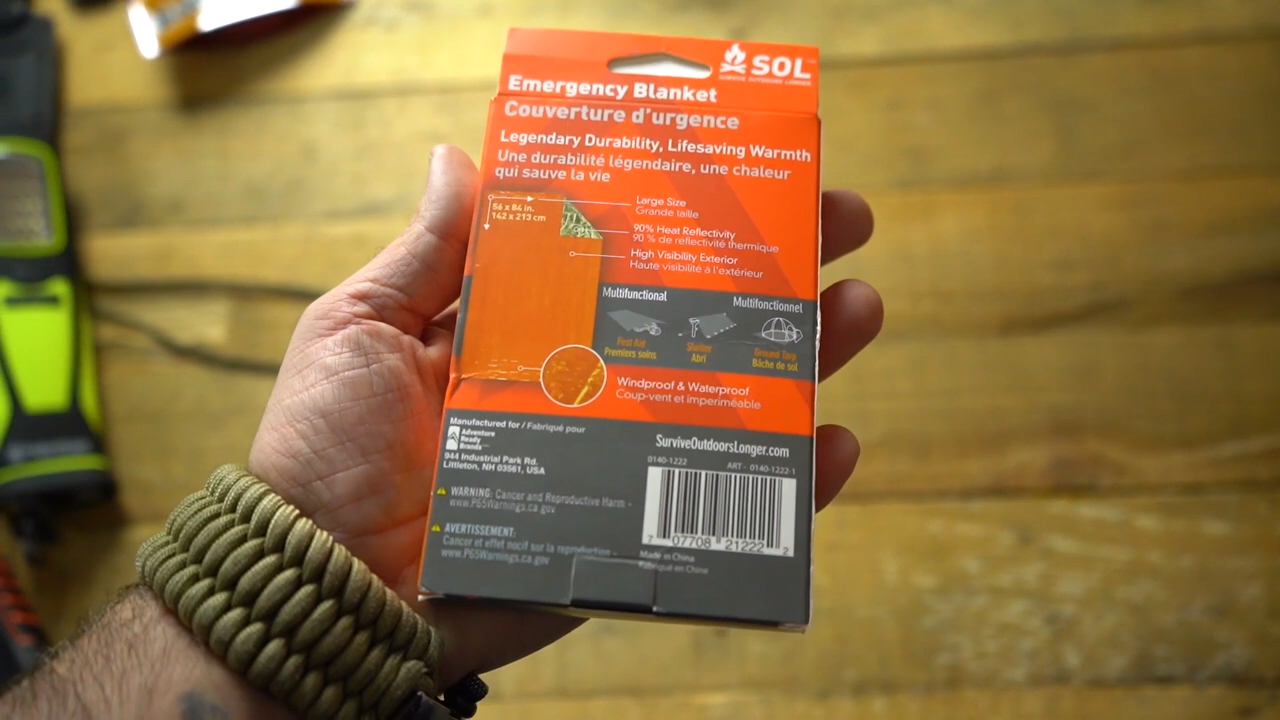 SOL
SURVIVE OUTDOORS LONGER
Emergency Blanket
Couverture d'urgence
Legendary Durability, Lifesaving Warmth
Une durabilité légendaire, une chaleur
qui sauve la vie
56 x 84 in.
142 x 213 cm
Large Size
Grande taille
90% Heat Reflectivity
90 % de reflectivité thermique
High Visibility Exterior
Haute visibilité à l'extérieur
Multifunctional
Multifonctionnel
First Aid
Premiers soins
Shelter
Abri
Ground Tarp
Bâche de sol
Windproof & Waterproof
Coup-vent et imperméable
Manufactured for / Fabriqué pour
Adventure
Ready
Brands
944 Industrial Park Rd.
Littleton, NH 03561, USA
SurviveOutdoorsLonger.com
0140-1222
ART - 0140-1222-1
WARNING: Cancer and Reproductive Harm -
www.P65Warnings.ca.gov
AVERTISSEMENT:
Cancer et effet nocif sur la reproduction -
www.P65Warnings.ca.gov
7 07708 21222 2
Made in China
Fabriqué en Chine